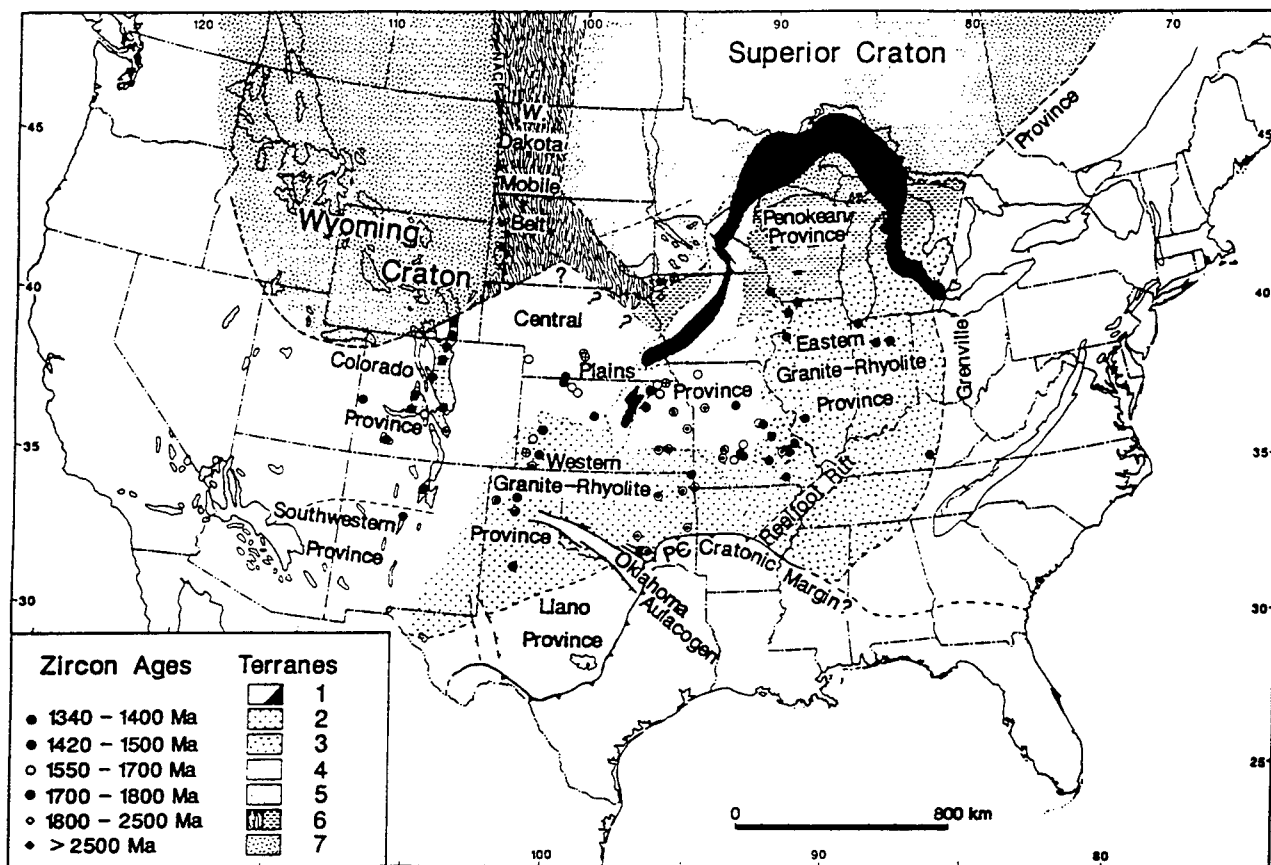 120
110
100
90
80
70
Superior Craton
45
W.
Dakota
Mobile
Belt
Province
Wyoming
Craton
Penokean
Province
?
?
?
40
40
Central
Plains
Province
Eastern
Granite-Rhyolite
Province
Grenville
Colorado
Province
35
35
Western
Granite-Rhyolite
Province
Reelfoot Rift
Southwestern
Province
PЄ Cratonic Margin?
Oklahoma
Aulacogen
30
30
Llano
Province
25
Zircon Ages
Terranes
1340 - 1400 Ma
1420 - 1500 Ma
1550 - 1700 Ma
1700 - 1800 Ma
1800 - 2500 Ma
> 2500 Ma
1
2
3
4
5
6
7
0
800 km
100
90
80